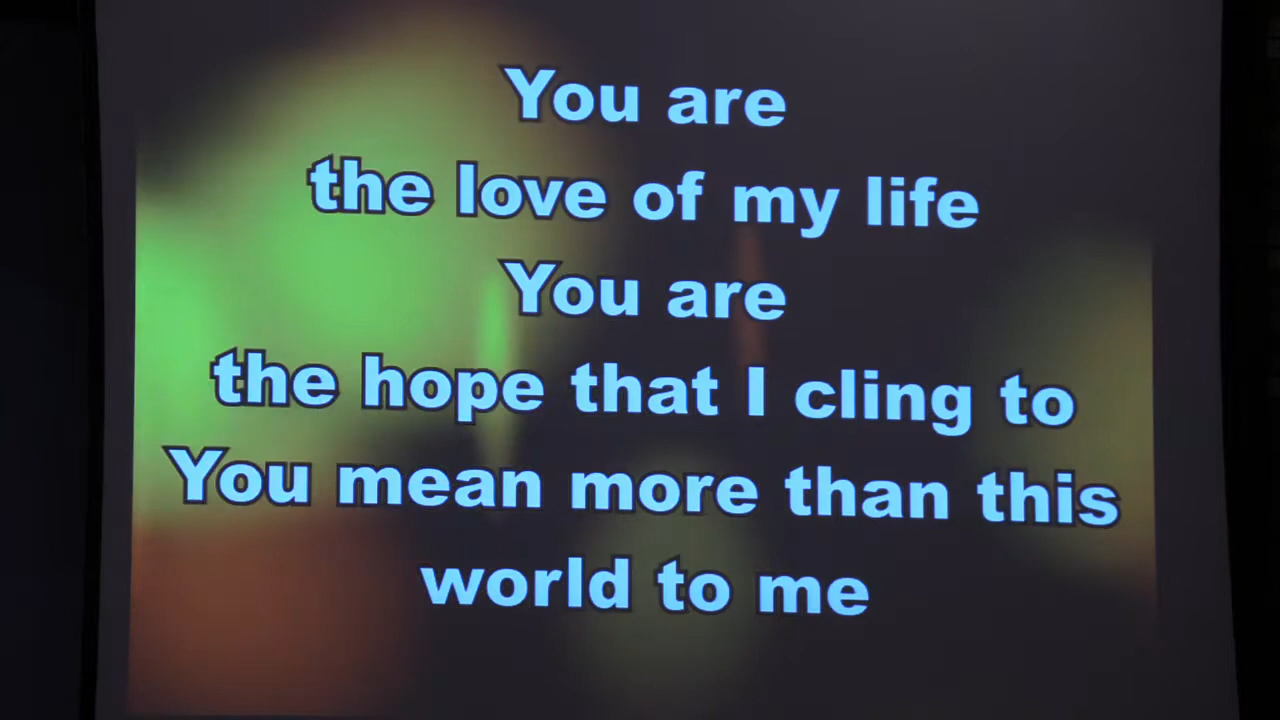 You are
the love of my life
You are
the hope that I cling to
You mean more than this
world to me